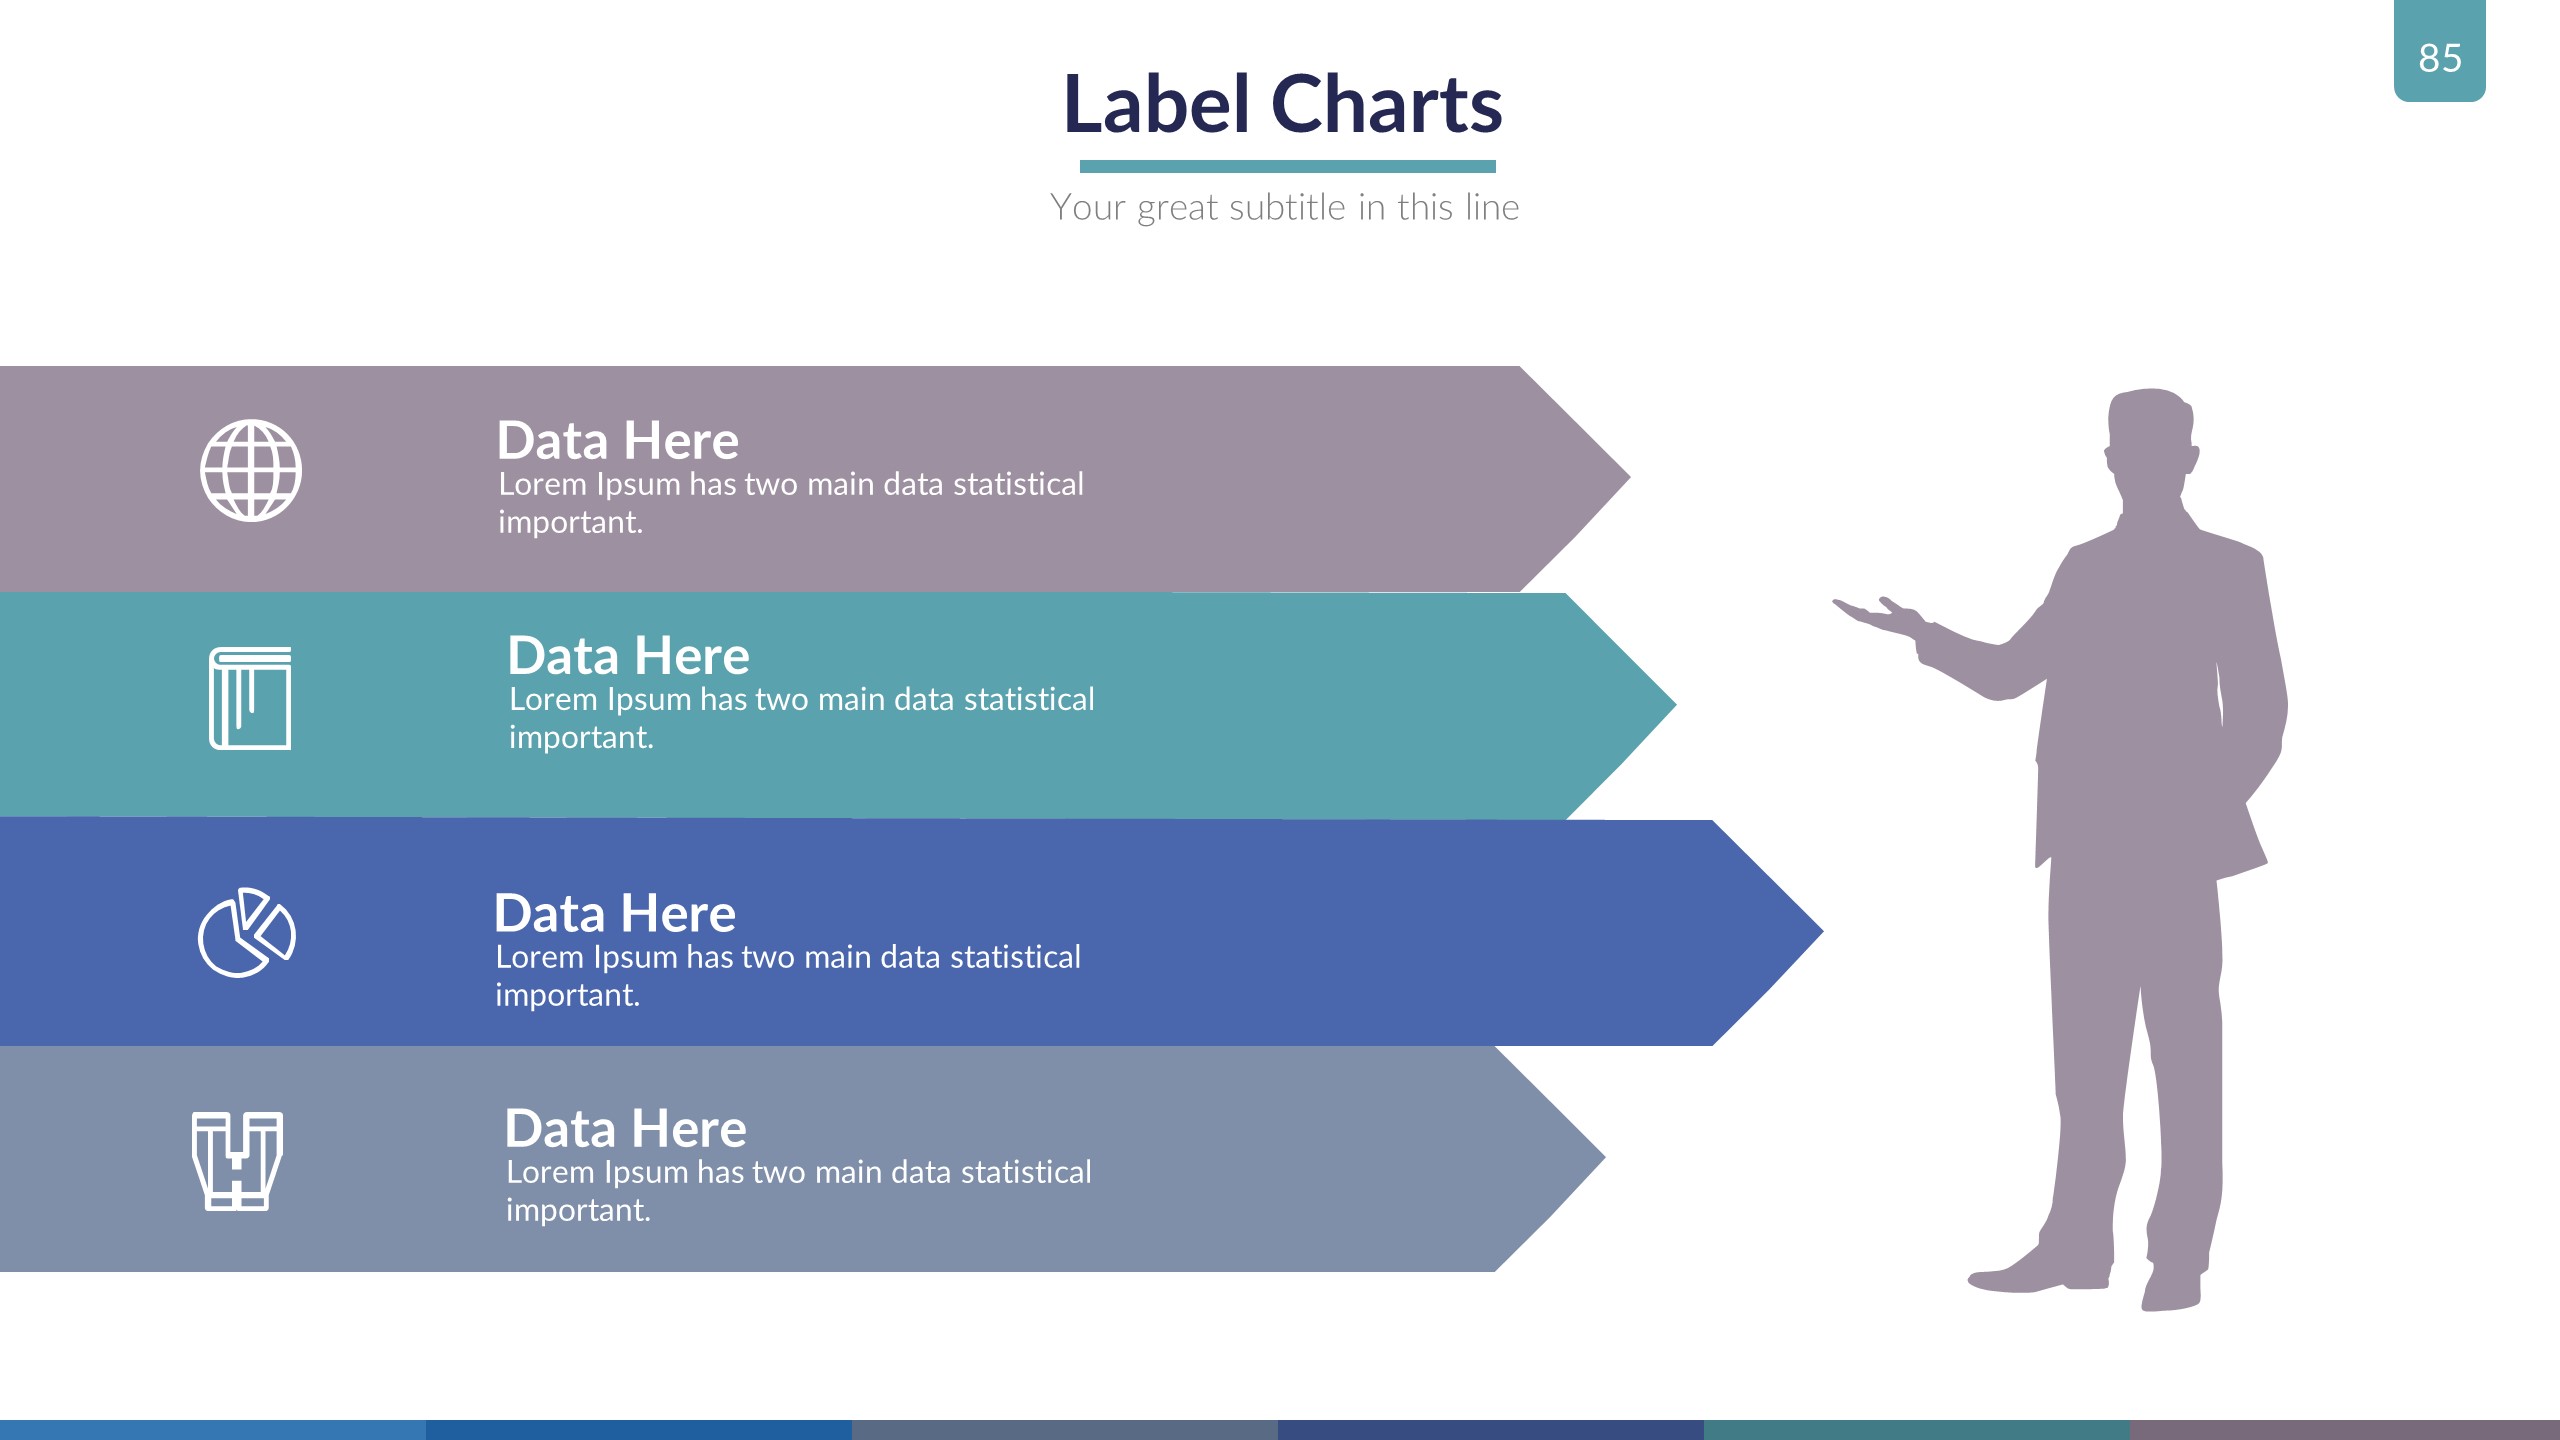 85
Label Charts
Your great subtitle in this line
Data Here
Lorem Ipsum has two main data statistical
important.
Data Here
Lorem Ipsum has two main data statistical
important.
Data Here
Lorem Ipsum has two main data statistical
important.
Data Here
Lorem Ipsum has two main data statistical
important.